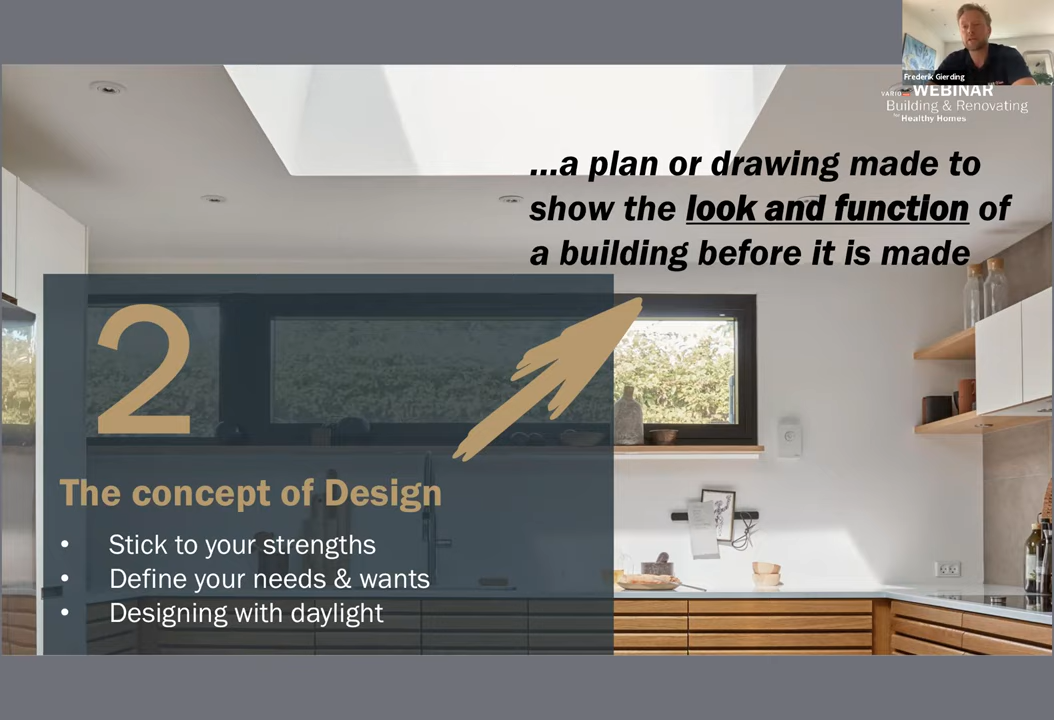 Frederik Gierding
VARIO WEBINAR
Building & Renovating
for Healthy Homes
...a plan or drawing made to
show the look and function of
a building before it is made
2
The concept of Design
• Stick to your strengths
• Define your needs & wants
• Designing with daylight